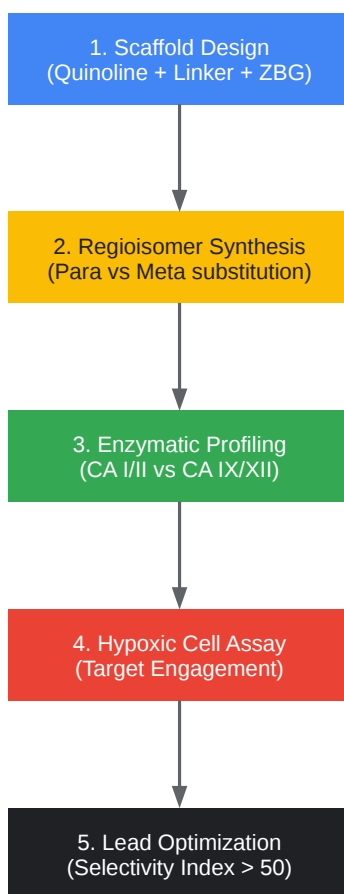 1. Scaffold Design
(Quinoline + Linker + ZBG)
2. Regioisomer Synthesis
(Para vs Meta substitution)
3. Enzymatic Profiling
(CA I/II vs CA IX/XII)
4. Hypoxic Cell Assay
(Target Engagement)
5. Lead Optimization
(Selectivity Index > 50)